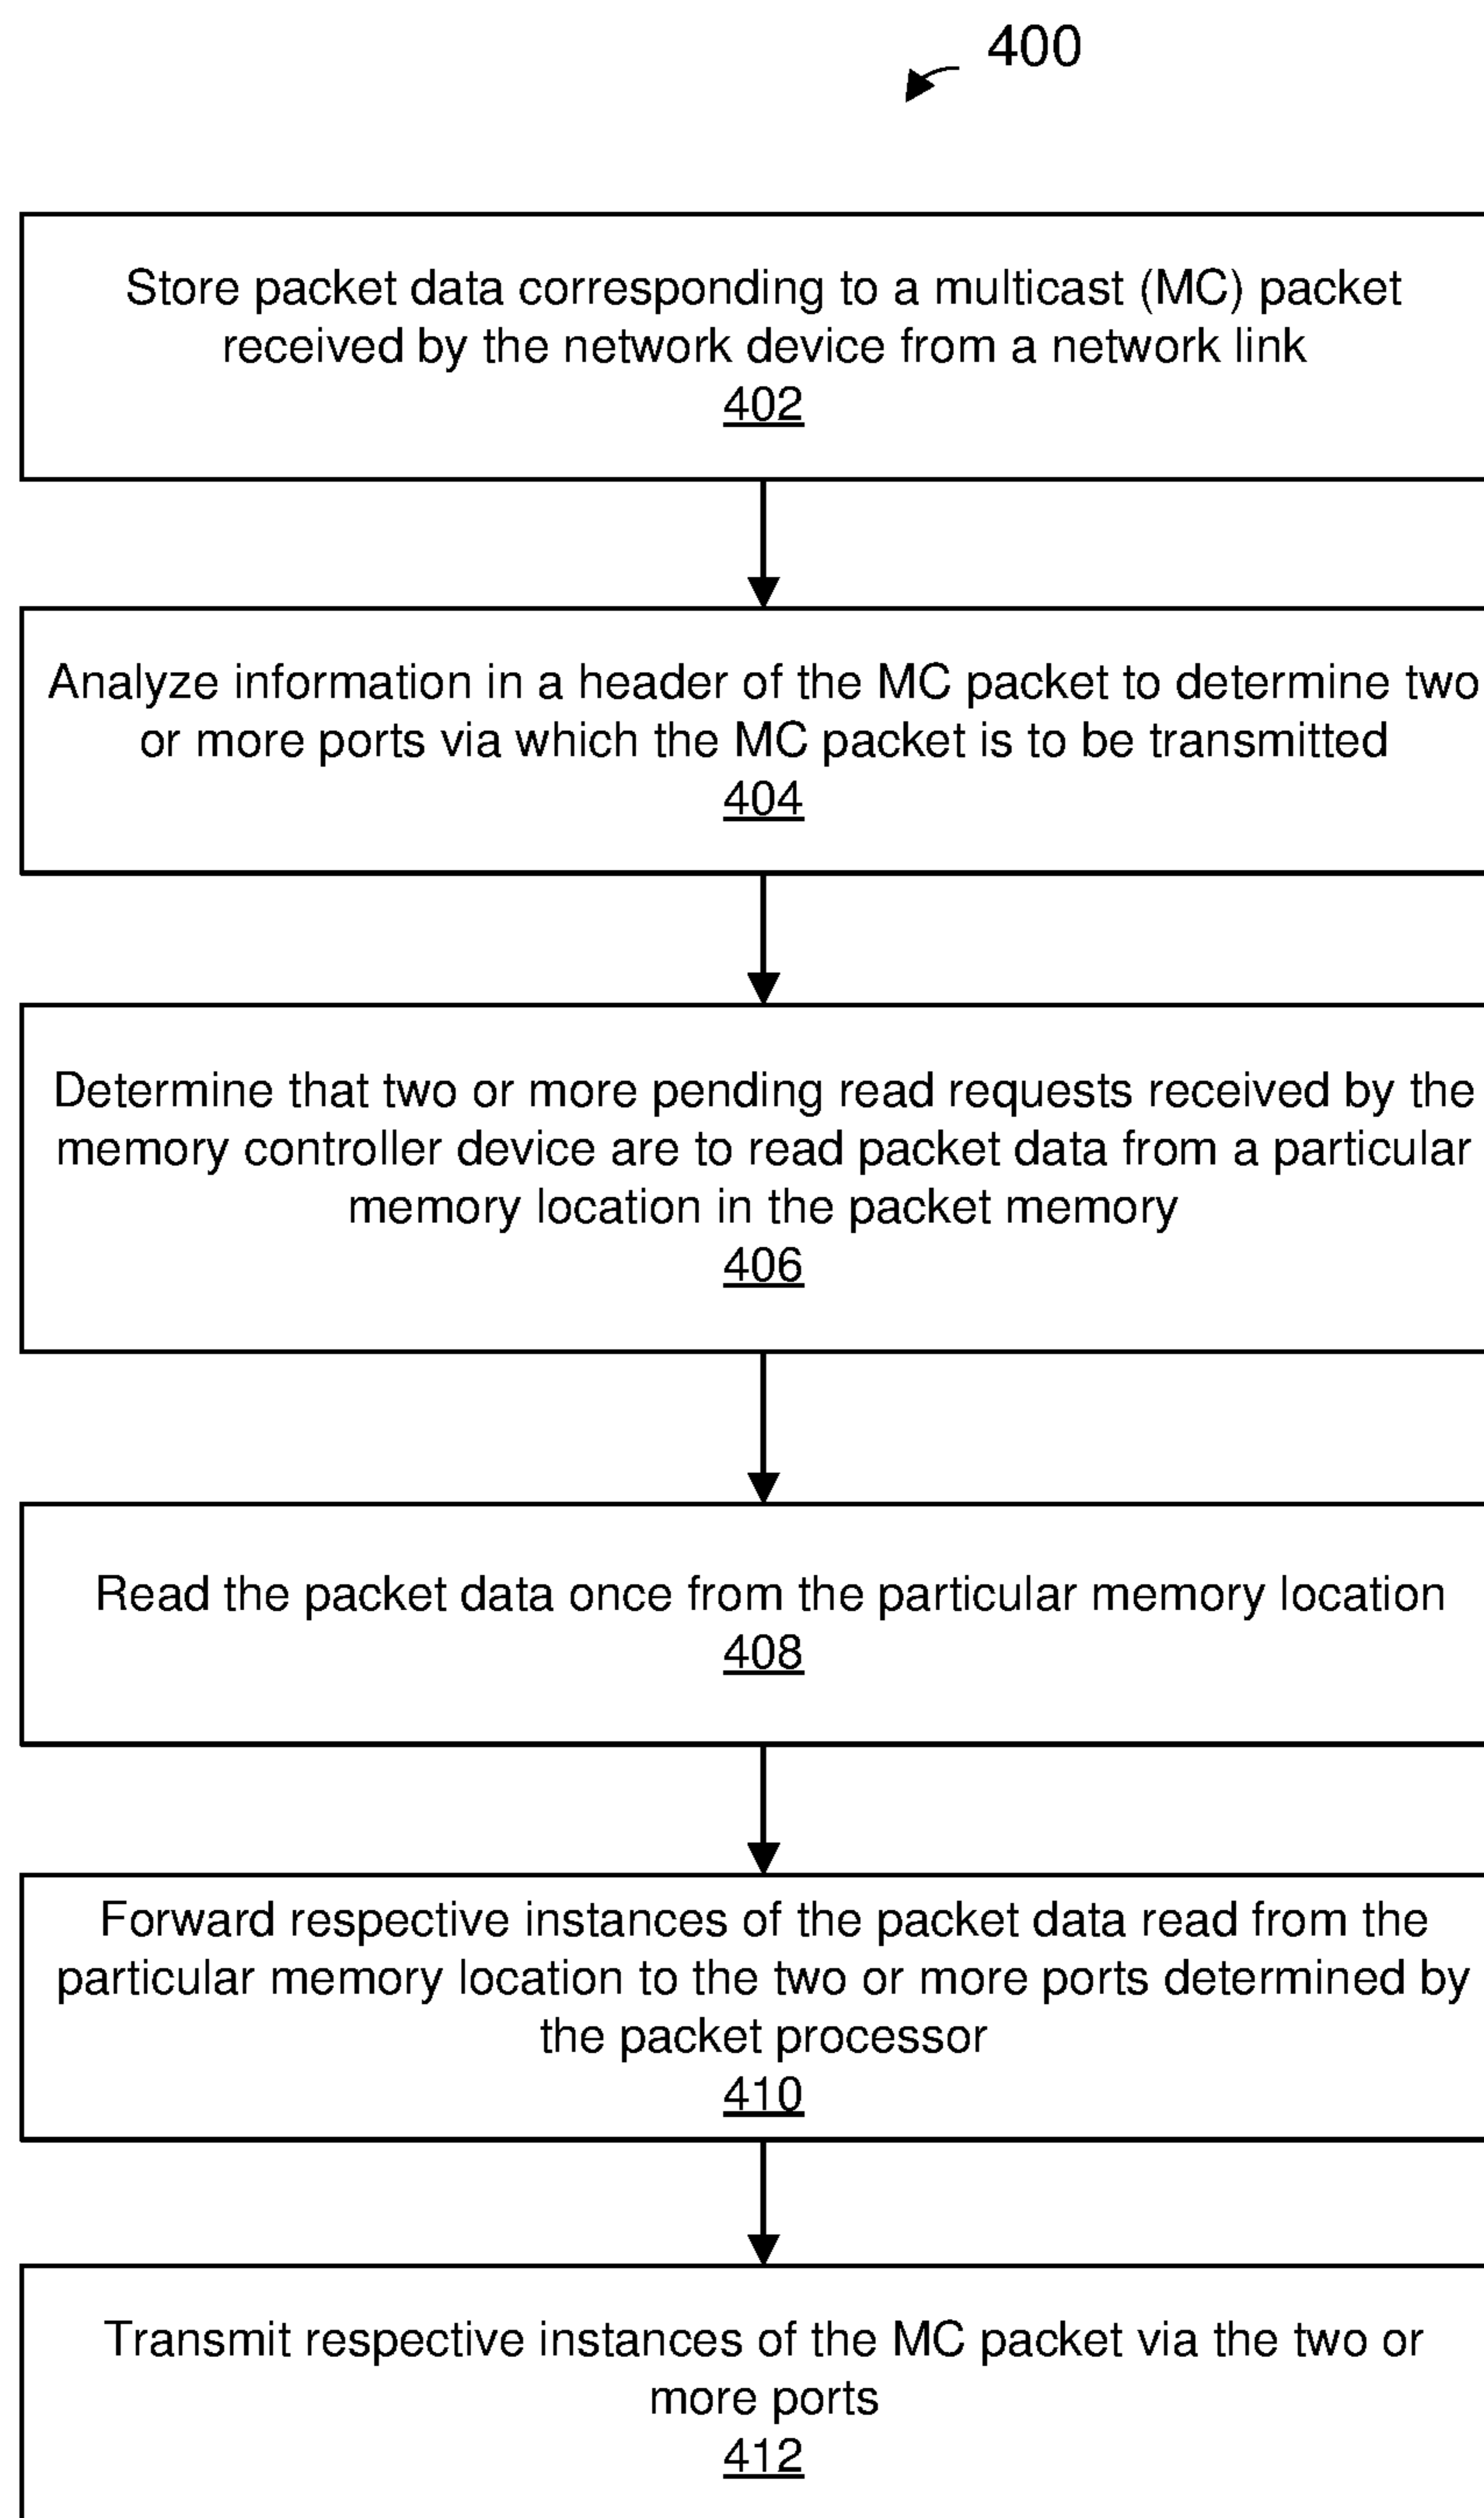 400
Store packet data corresponding to a multicast (MC) packet
received by the network device from a network link
402
Analyze information in a header of the MC packet to determine two
or more ports via which the MC packet is to be transmitted
404
Determine that two or more pending read requests received by the
memory controller device are to read packet data from a particular
memory location in the packet memory
406
Read the packet data once from the particular memory location
408
Forward respective instances of the packet data read from the
particular memory location to the two or more ports determined by
the packet processor
410
Transmit respective instances of the MC packet via the two or
more ports
412